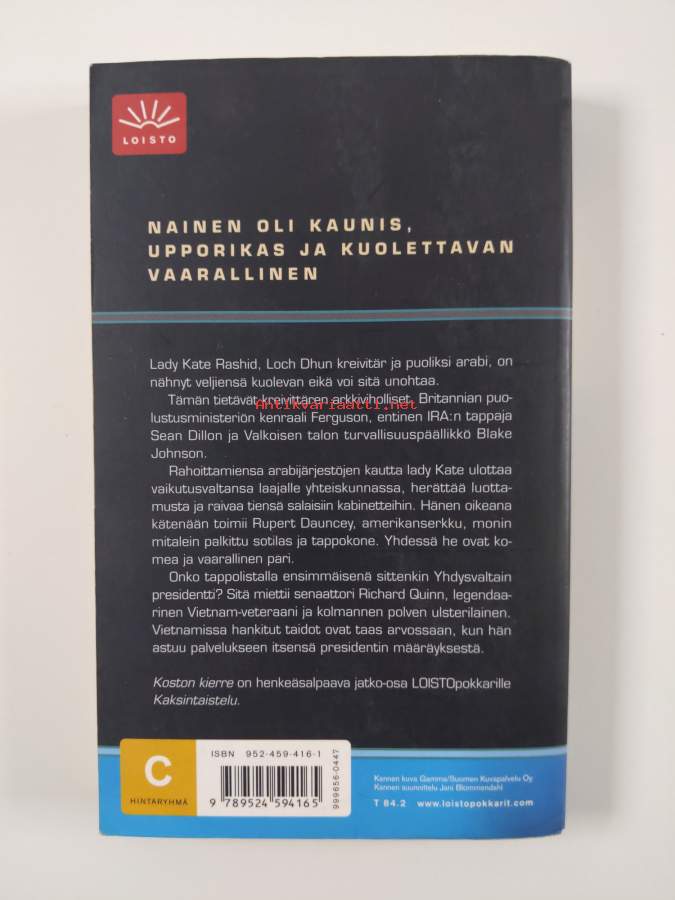 LOISTO
NAINEN OLI KAUNIS,
UPPORIKAS JA KUOLETTAVAN
VAARALLINEN
Lady Kate Rashid, Loch Dhun kreivitär ja puoliksi arabi, on
nähnyt veljiensä kuolevan eikä voi sitä unohtaa.
Tämän tietävät kreivittären arkkiviholliset, Britannian puo-
Antikvariaatti.net
lustusministeriön kenraali Ferguson, entinen IRA:n tappaja
Sean Dillon ja Valkoisen talon turvallisuuspäällikkö Blake
Johnson.
Rahoittamiensa arabijärjestöjen kautta lady Kate ulottaa
vaikutusvaltansa laajalle yhteiskunnassa, herättää luotta-
musta ja raivaa tiensä salaisiin kabinetteihin. Hänen oikeana
kätenään toimii Rupert Dauncey, amerikanserkku, monin
mitalein palkittu sotilas ja tappokone. Yhdessä he ovat ko-
mea ja vaarallinen pari.
Onko tappolistalla ensimmäisenä sittenkin Yhdysvaltain
presidentti? Sitä miettii senaattori Richard Quinn, legendaa-
rinen Vietnam-veteraani ja kolmannen polven ulsterilainen.
Vietnamissa hankitut taidot ovat taas arvossaan, kun hän
astuu palvelukseen itsensä presidentin määräyksestä.
Koston kierre on henkeäsalpaava jatko-osa LOISTOpokkarille
Kaksintaistelu.
C
HINTARYHMÄ
ISBN 952-459-416-1
9 789524 594165
999656-0447
Kannen kuva Gamma/Suomen Kuvapalvelu Oy
Kannen suunnittelu Jani Blommendahl
T 84.2 www.loistopokkarit.com